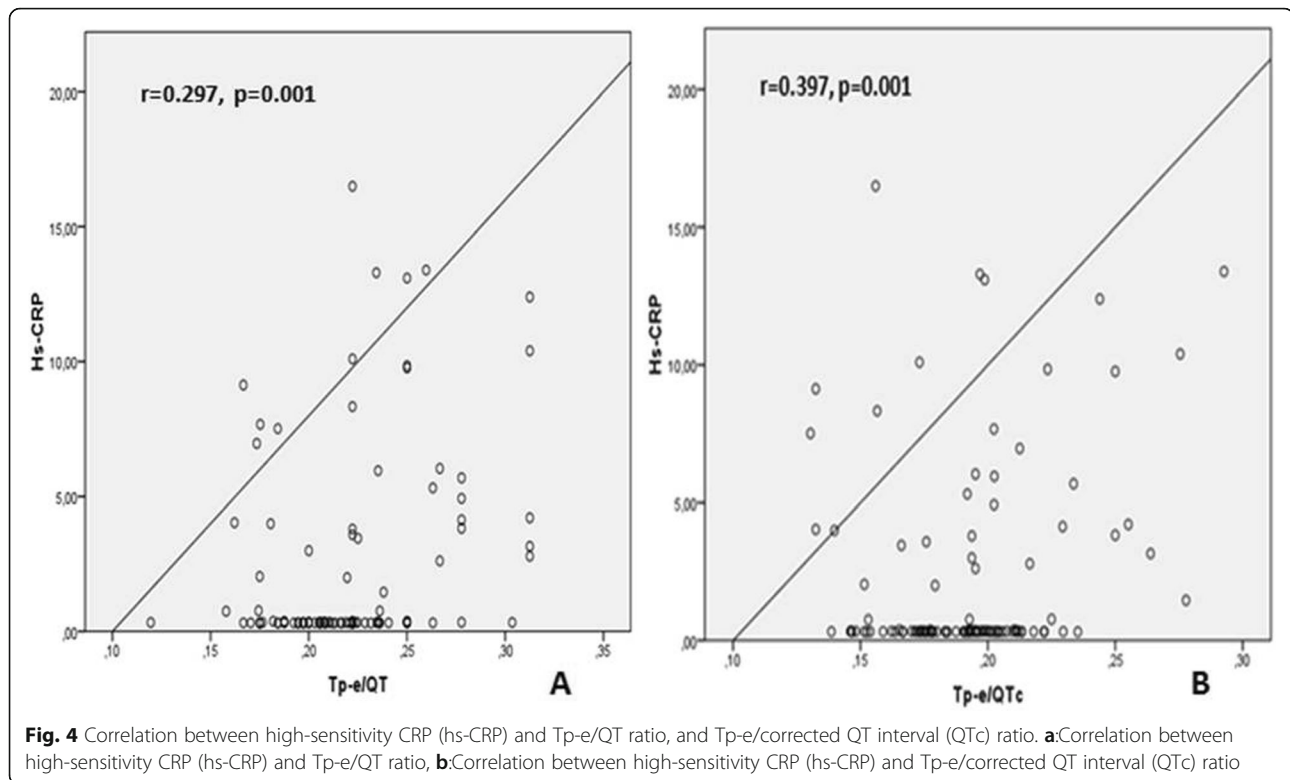 r=0.297, p=0.001
20,00
15,00
10,00
5,00
,00
Hs-CRP
,10 ,15 ,20 ,25 ,30 ,35
Tp-e/QT
A
r=0.397, p=0.001
20,00
15,00
10,00
5,00
,00
Hs-CRP
,10 ,15 ,20 ,25 ,30
Tp-e/QTc
B
Fig. 4 Correlation between high-sensitivity CRP (hs-CRP) and Tp-e/QT ratio, and Tp-e/corrected QT interval (QTc) ratio. a:Correlation between
high-sensitivity CRP (hs-CRP) and Tp-e/QT ratio, b:Correlation between high-sensitivity CRP (hs-CRP) and Tp-e/corrected QT interval (QTc) ratio